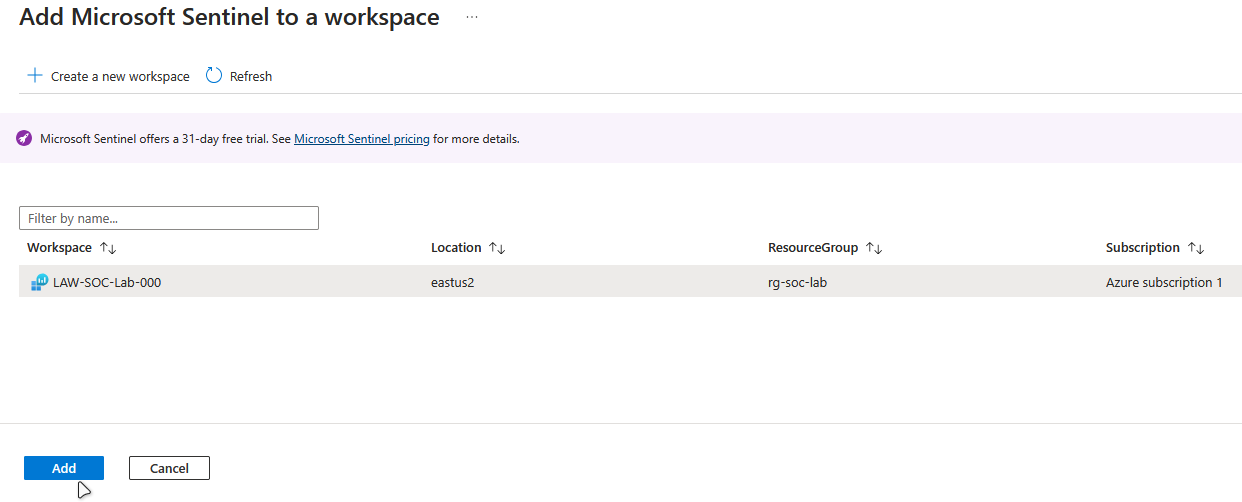 Add Microsoft Sentinel to a workspace ...
Create a new workspace Refresh
Microsoft Sentinel offers a 31-day free trial. See Microsoft Sentinel pricing for more details.
Filter by name...
Workspace Location ResourceGroup Subscription
LAW-SOC-Lab-000 eastus2 rg-soc-lab Azure subscription 1
Add Cancel